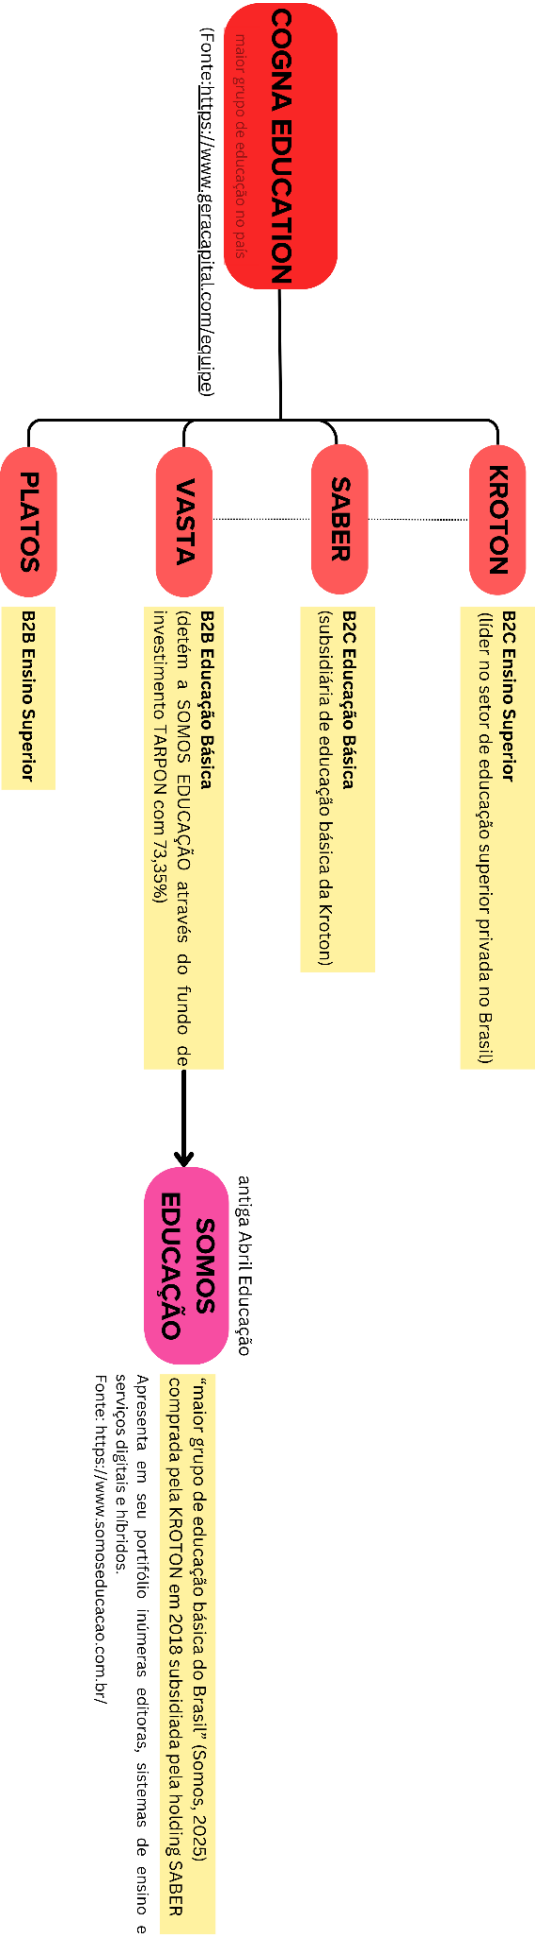 COGNA EDUCATION
maior grupo de educação no país
(Fonte:https://www.geracapital.com/equipe)
KROTON
B2C Ensino Superior
(líder no setor de educação superior privada no Brasil)
SABER
B2C Educação Básica
(subsidiária de educação básica da Kroton)
VASTA
B2B Educação Básica
(detém a SOMOS EDUCAÇÃO através do fundo de
investimento TARPON com 73,35%)
PLATOS
B2B Ensino Superior
antiga Abril Educação
SOMOS
EDUCAÇÃO
“maior grupo de educação básica do Brasil” (Somos, 2025)
comprada pela KROTON em 2018 subsidiada pela holding SABER
Apresenta em seu portifólio inúmeras editoras, sistemas de ensino e
serviços digitais e híbridos.
Fonte: https://www.somoseducacao.com.br/